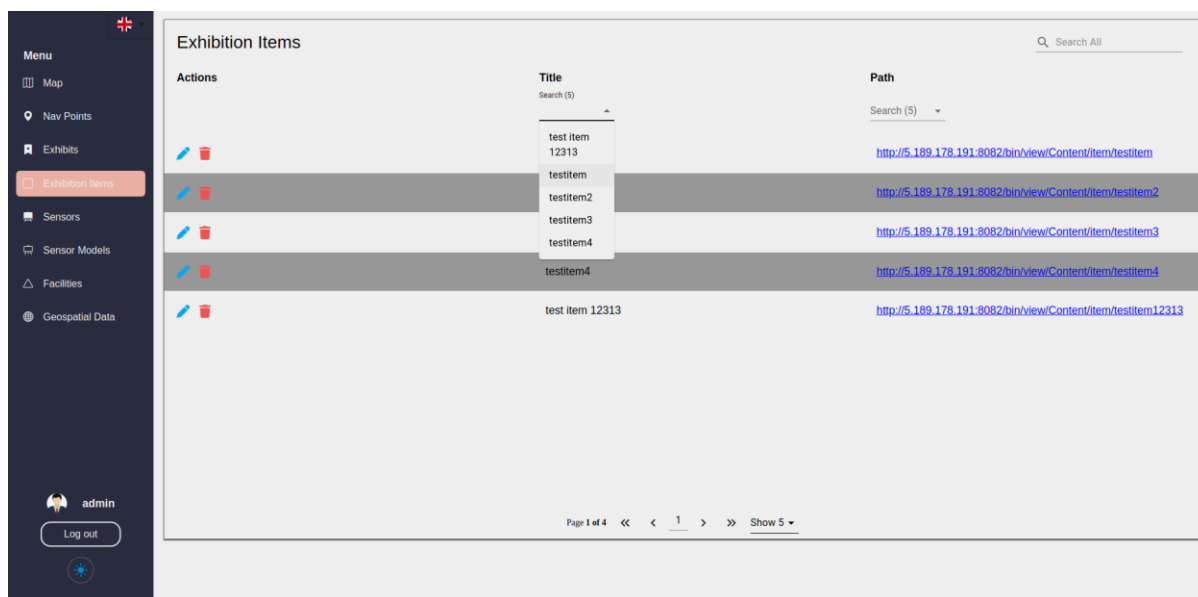 Menu
Map
Nav Points
Exhibits
Exhibition Items
Sensors
Sensor Models
Facilities
Geospatial Data
admin
Log out
Exhibition Items
Search All
Actions
Title
Path
Search (5)
Search (5)
test item
12313
testitem
testitem2
testitem3
testitem4
http://5.189.178.191:8082/bin/view/Content/item/testitem
http://5.189.178.191:8082/bin/view/Content/item/testitem2
http://5.189.178.191:8082/bin/view/Content/item/testitem3
testitem4
http://5.189.178.191:8082/bin/view/Content/item/testitem4
test item 12313
http://5.189.178.191:8082/bin/view/Content/item/testitem12313
Page 1 of 4
1
Show 5